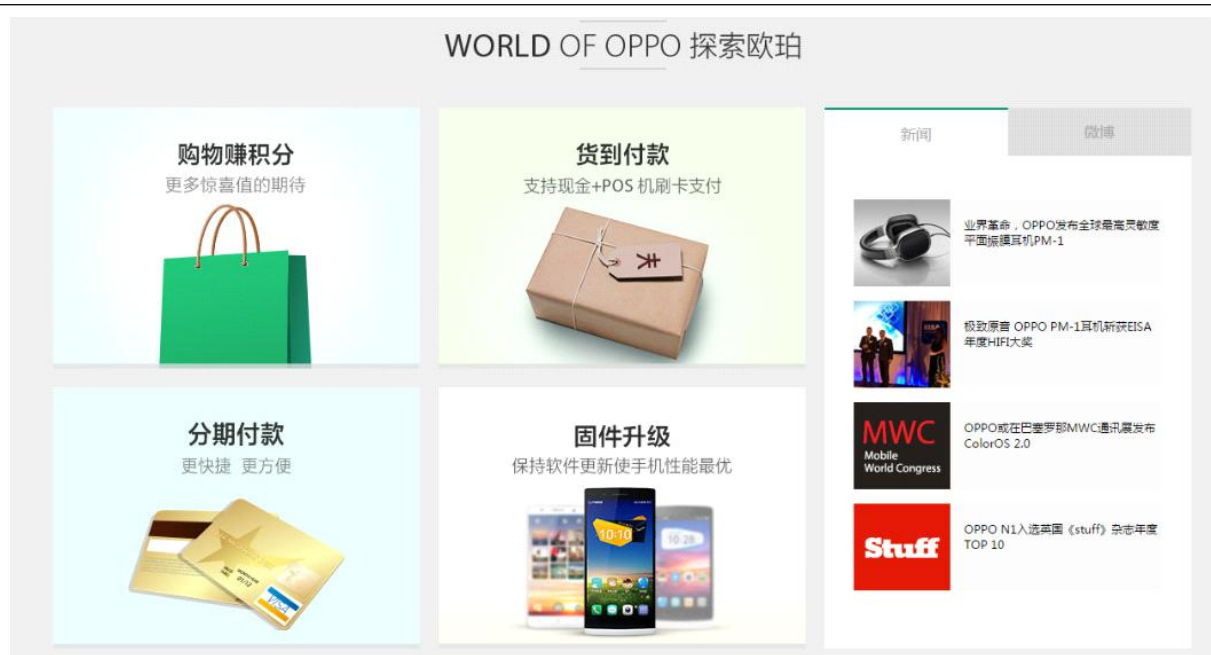 WORLD OF OPPO 探索欧珀
购物赚积分
更多惊喜值的期待
货到付款
支持现金+POS 机刷卡支付
分期付款
更快捷 更方便
VISA
固件升级
保持软件更新使手机性能最优
10:10
10:28
新闻
微博
业界革命，OPPO发布全球最高灵敏度
平面振膜耳机PM-1
EISA
极致原音 OPPO PM-1耳机斩获EISA
年度HIFI大奖
MWC
Mobile
World Congress
OPPO或在巴塞罗那MWC通讯展发布
ColorOS 2.0
Stuff
OPPO N1入选英国《stuff》杂志年度
TOP 10